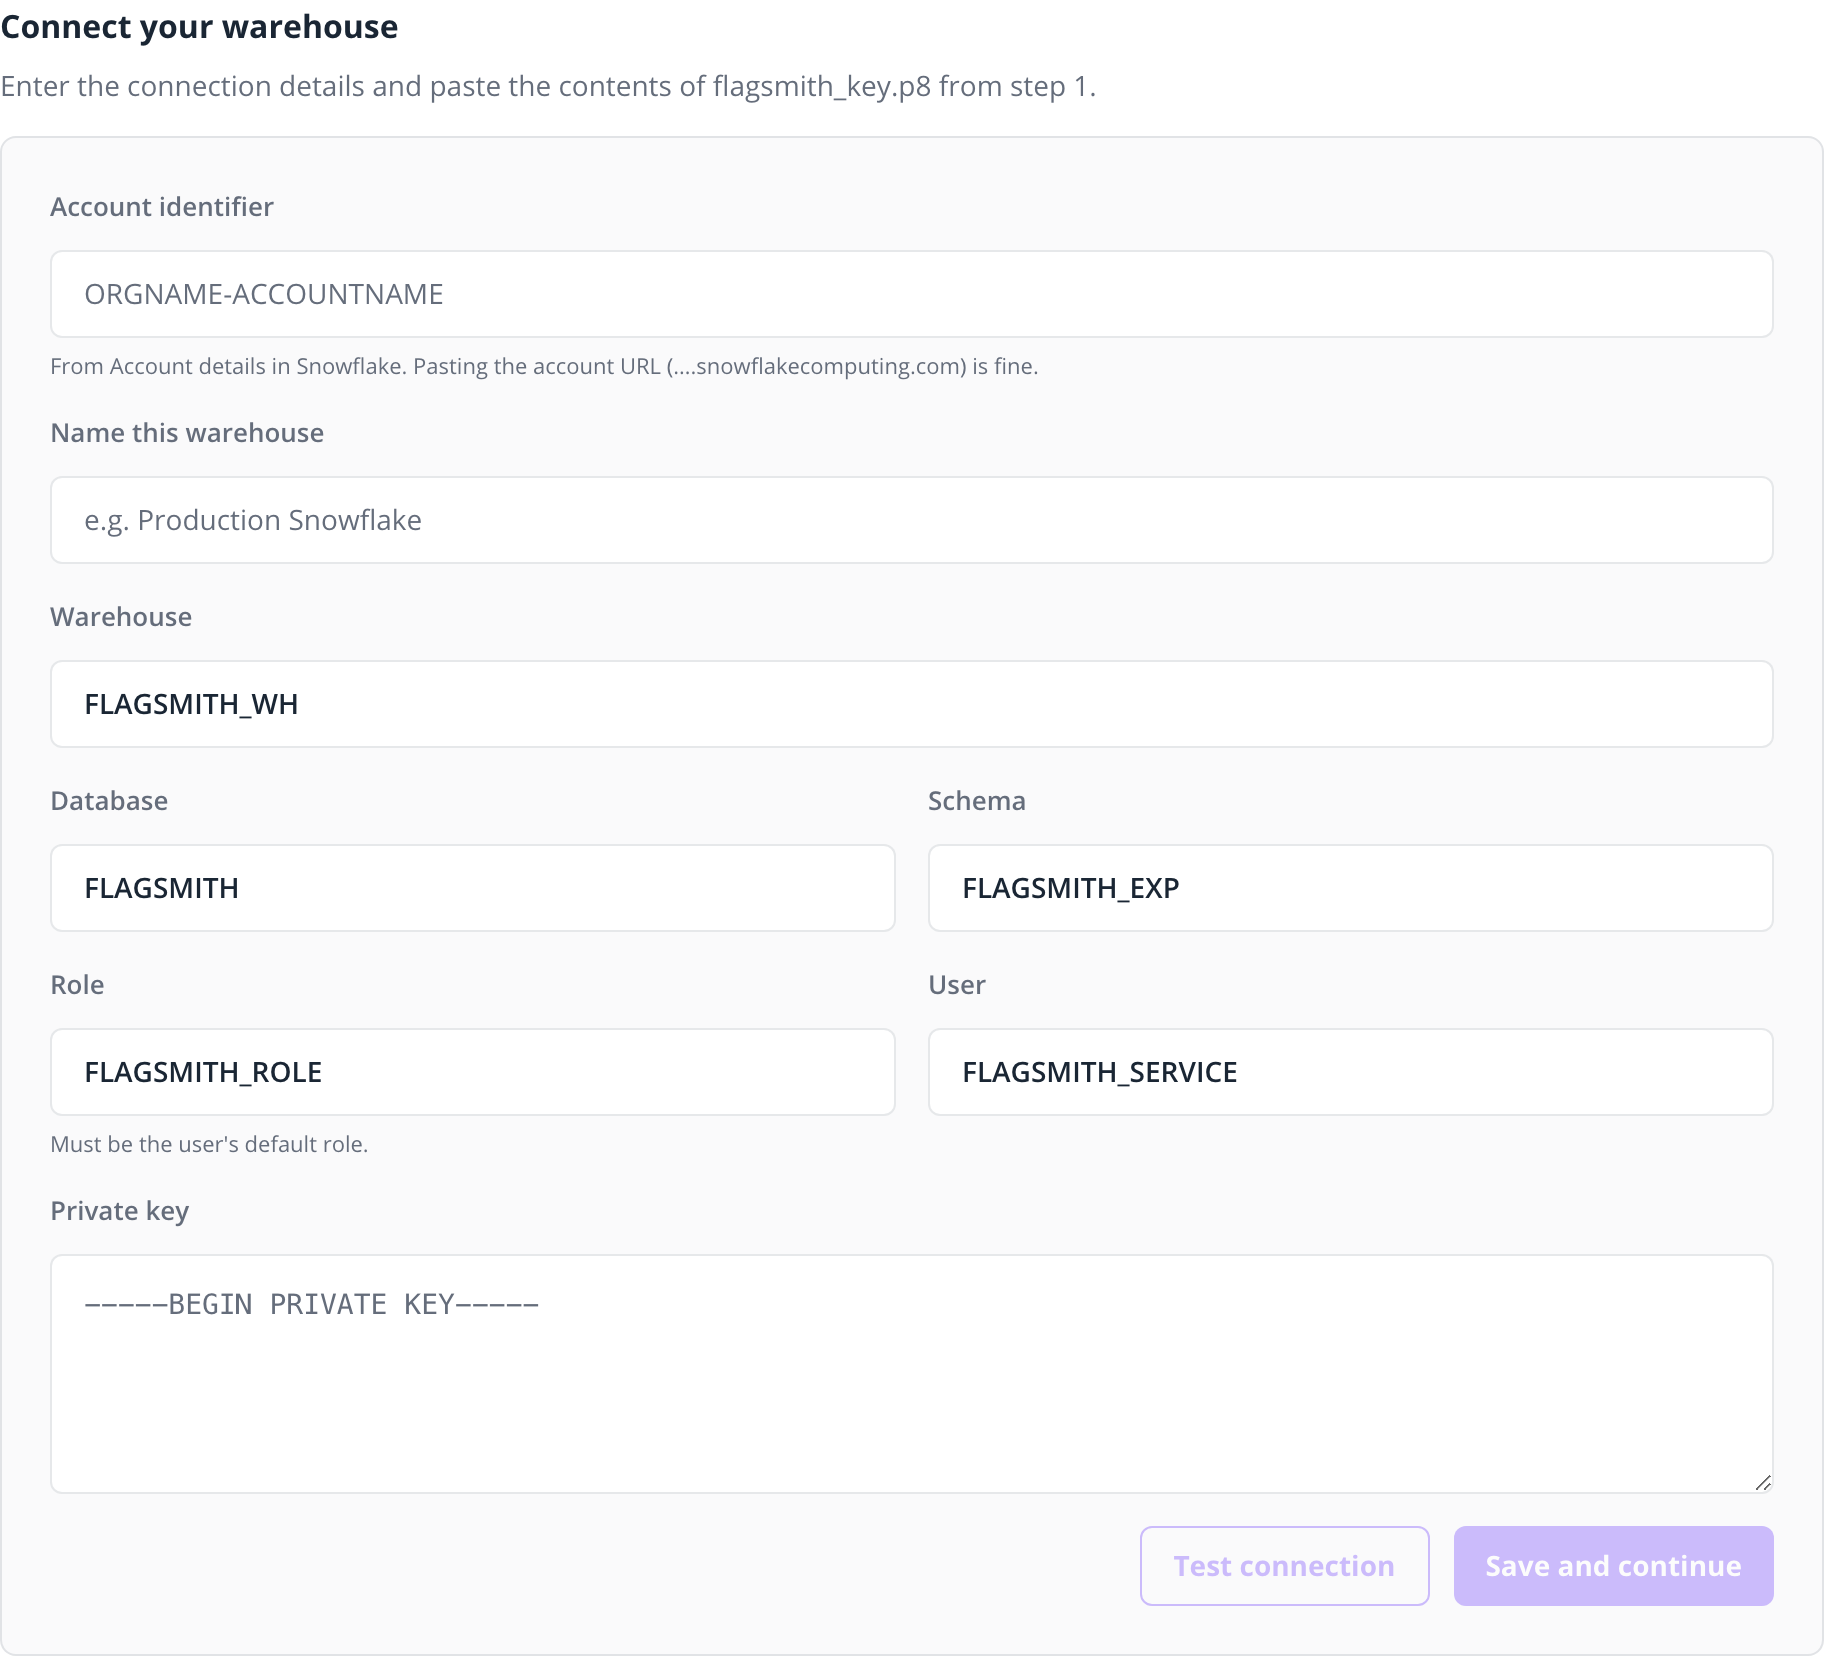 Connect your warehouse
Enter the connection details and paste the contents of flagsmith_key.p8 from step 1.
Account identifier
ORGNAME-ACCOUNTNAME
From Account details in Snowflake. Pasting the account URL (....snowflakecomputing.com) is fine.
Name this warehouse
e.g. Production Snowflake
Warehouse
FLAGSMITH_WH
Database
FLAGSMITH
Schema
FLAGSMITH_EXP
Role
FLAGSMITH_ROLE
Must be the user's default role.
User
FLAGSMITH_SERVICE
Private key
-----BEGIN PRIVATE KEY-----
Test connection
Save and continue